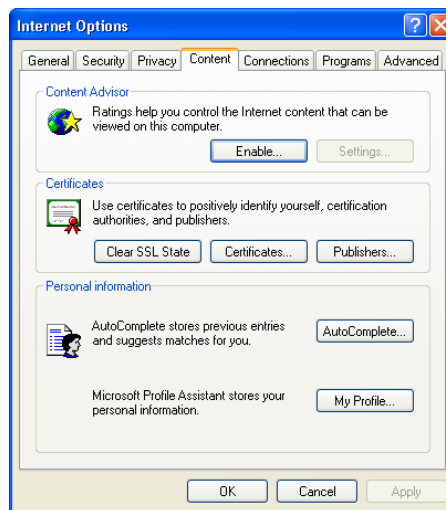 Internet Options
General Security Privacy Content Connections Programs Advanced
Content Advisor
Ratings help you control the Internet content that can be
viewed on this computer.
Enable... Settings...
Certificates
Use certificates to positively identify yourself, certification
authorities, and publishers.
Clear SSL State Certificates... Publishers...
Personal information
AutoComplete stores previous entries
and suggests matches for you.
AutoComplete...
Microsoft Profile Assistant stores your
personal information.
My Profile...
OK Cancel Apply